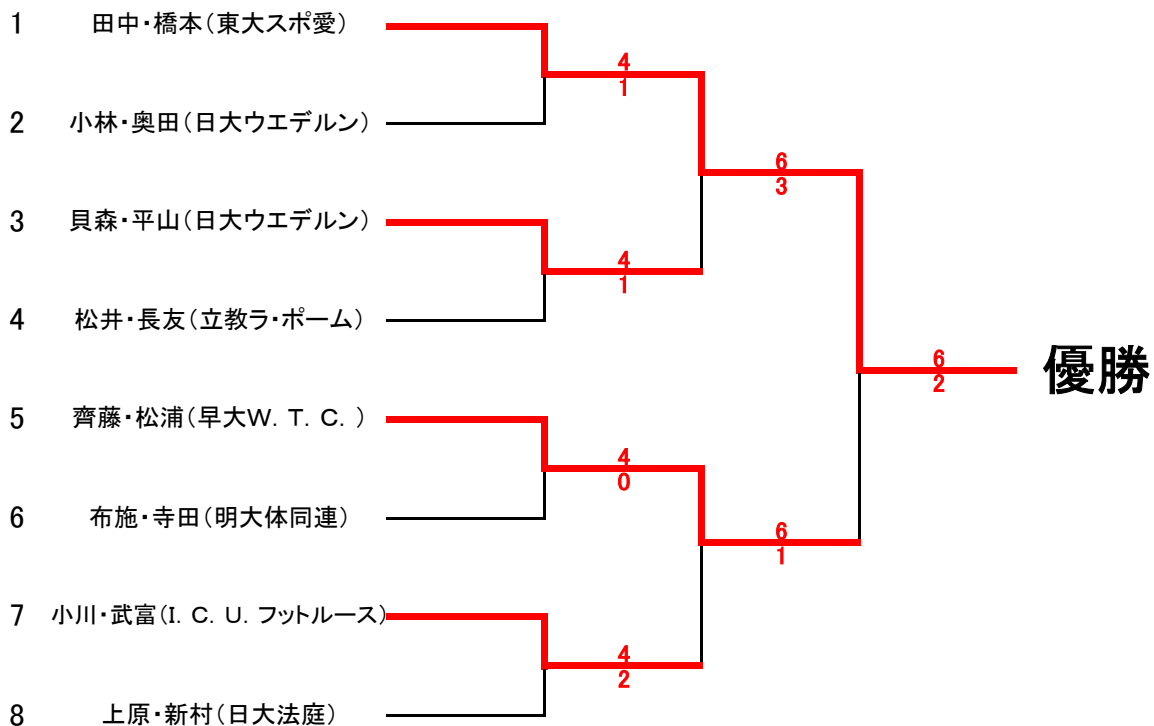 1 田中・橋本(東大スポ愛)
4
1
2 小林・奥田(日大ウエデルン)
6
3
3 貝森・平山(日大ウエデルン)
4
1
4 松井・長友(立教ラ・ポーム)
6
2
優勝
5 齊藤・松浦(早大W. T. C. )
4
0
6 布施・寺田(明大体同連)
6
1
7 小川・武富(I. C. U. フットルース)
4
2
8 上原・新村(日大法庭)